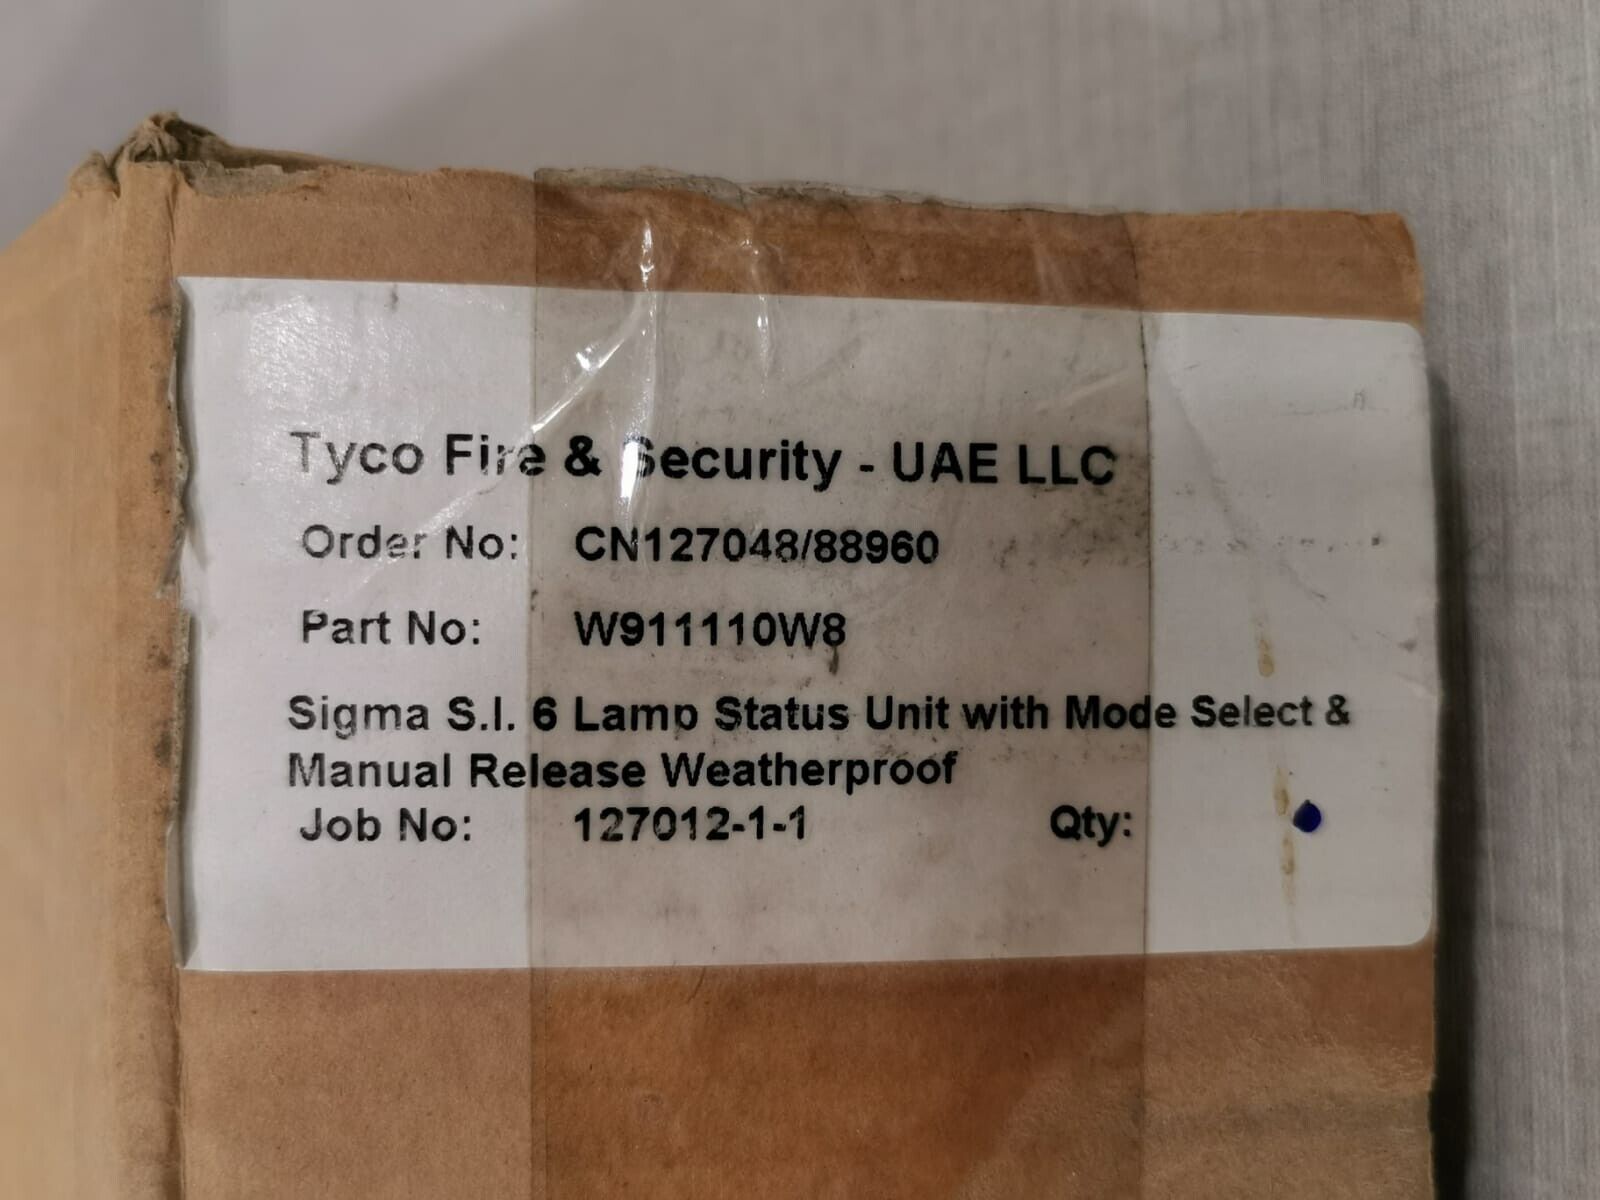 Tyco Fire & Security - UAE LLC
Order No: CN127048/88960
Part No: W911110W8
Sigma S.I. 6 Lamp Status Unit with Mode Select &
Manual Release Weatherproof
Job No: 127012-1-1 Qty: